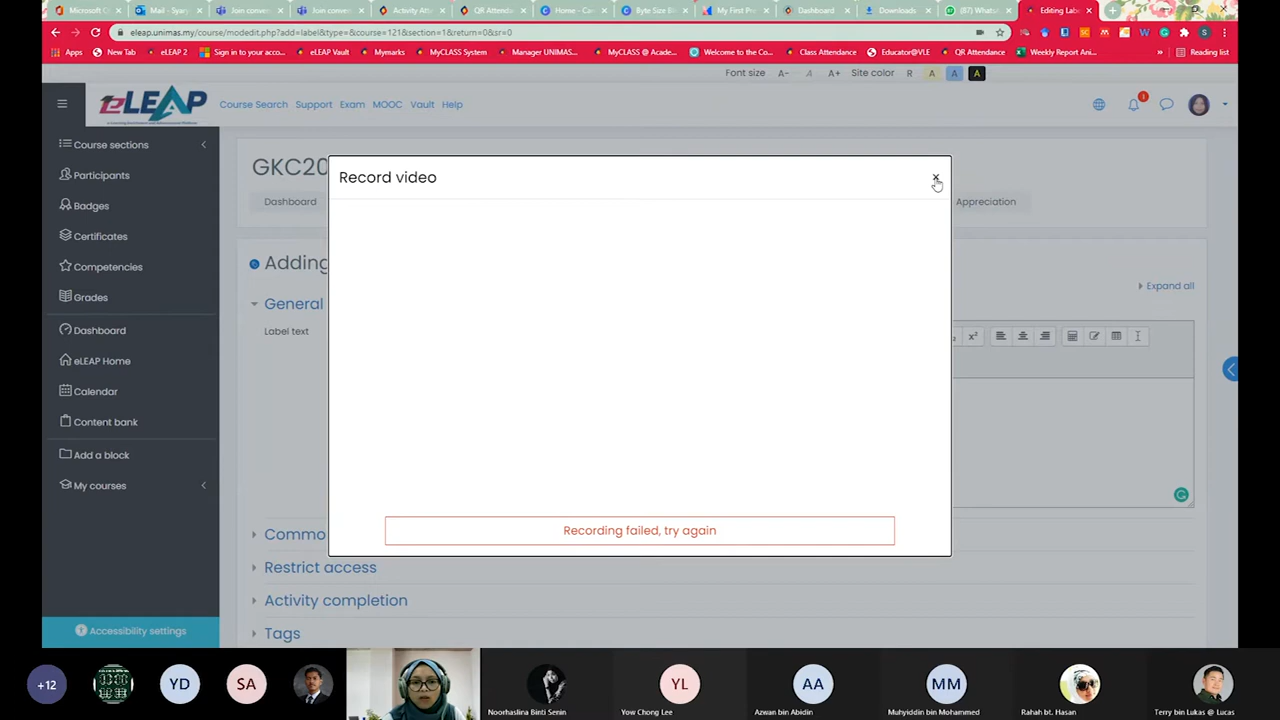 Microsoft C
Mail - Syary
Join conver
Join conver
Activity Att
QR Attend
Home - Can
Byte Size Bl
My First Pr
Dashboard
Downloads
(77) Whats
Editing Labe
eleap.unimas.my/course/modedit.php?add=label&type=&course=121&section=1&return=0&sr=0
Apps New Tab eLEAP 2 Sign in to your acco... eLEAP Vault Mymarks MyCLASS System Manager UNIMAS... MyCLASS @ Acade... Welcome to the Co... Class Attendance Educator@VLE QR Attendance Weekly Report Ani... » Reading list
Font size A- A A+ Site color R A A A
eLEAP
Course Search Support Exam MOOC Vault Help
1
Course sections
Participants
Badges
Certificates
Competencies
Grades
Dashboard
eLEAP Home
Calendar
Content bank
Add a block
My courses
Accessibility settings
GKC20
Dashboard
Appreciation
Record video
×
Adding
Expand all
General
Label text
Recording failed, try again
Commo
Restrict access
Activity completion
Tags
+12
YD
SA
Noorhaslina Binti Senin
YL
Yow Chong Lee
AA
Azwan bin Abidin
MM
Muhyiddin bin Mohammed
Rahah bt. Hasan
Terry bin Lukas @ Lucas